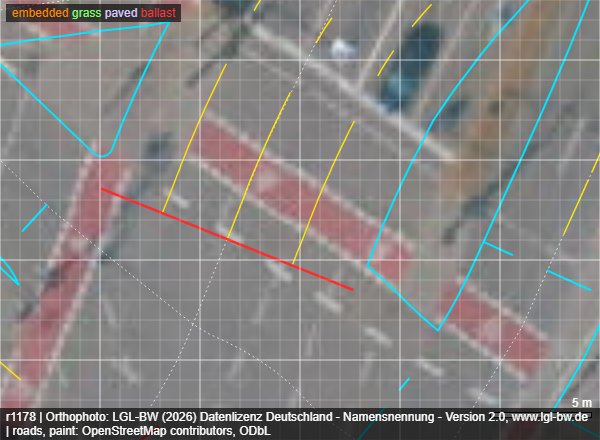 embedded grass paved ballast
5 m
r1178 | Orthophoto: LGL-BW (2026) Datenlizenz Deutschland - Namensnennung - Version 2.0, www.lgl-bw.de
| roads, paint: OpenStreetMap contributors, ODbL